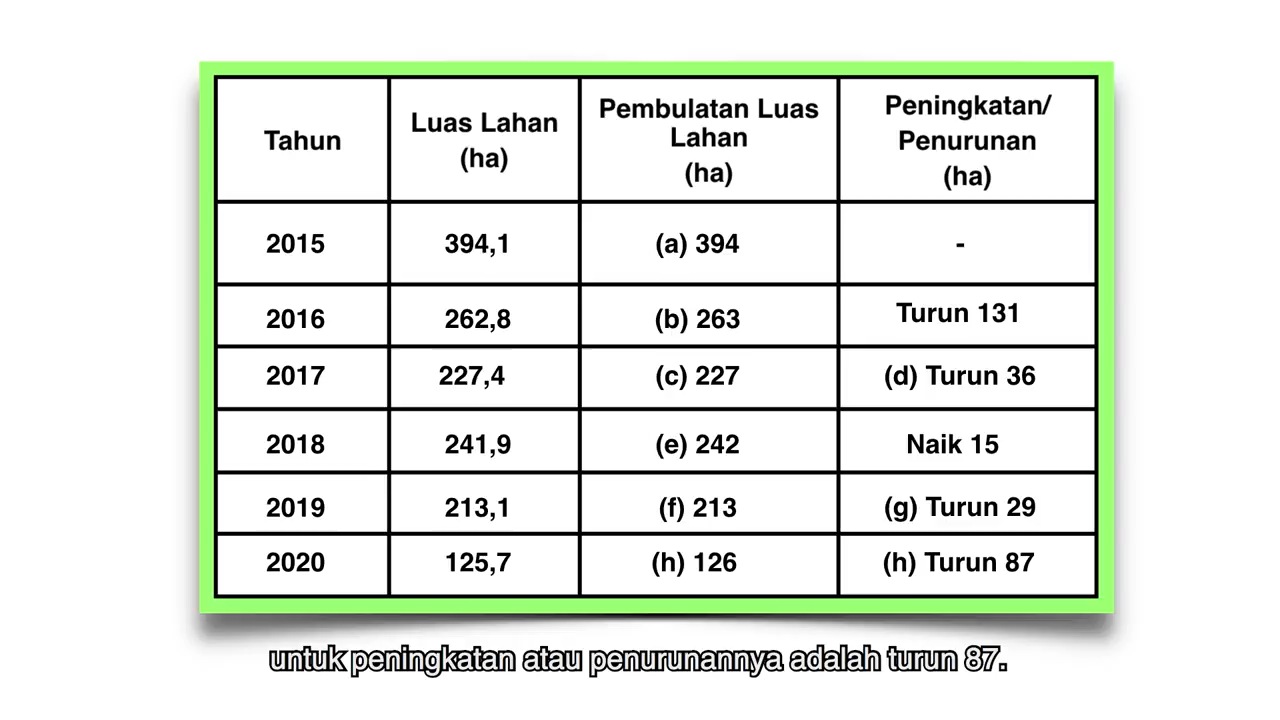 Tahun
Luas Lahan
(ha)
Pembulatan Luas
Lahan
(ha)
Peningkatan/
Penurunan
(ha)
2015 394,1 (a) 394 -
2016 262,8 (b) 263 Turun 131
2017 227,4 (c) 227 (d) Turun 36
2018 241,9 (e) 242 Naik 15
2019 213,1 (f) 213 (g) Turun 29
2020 125,7 (h) 126 (h) Turun 87
untuk peningkatan atau penurunannya adalah turun 87.